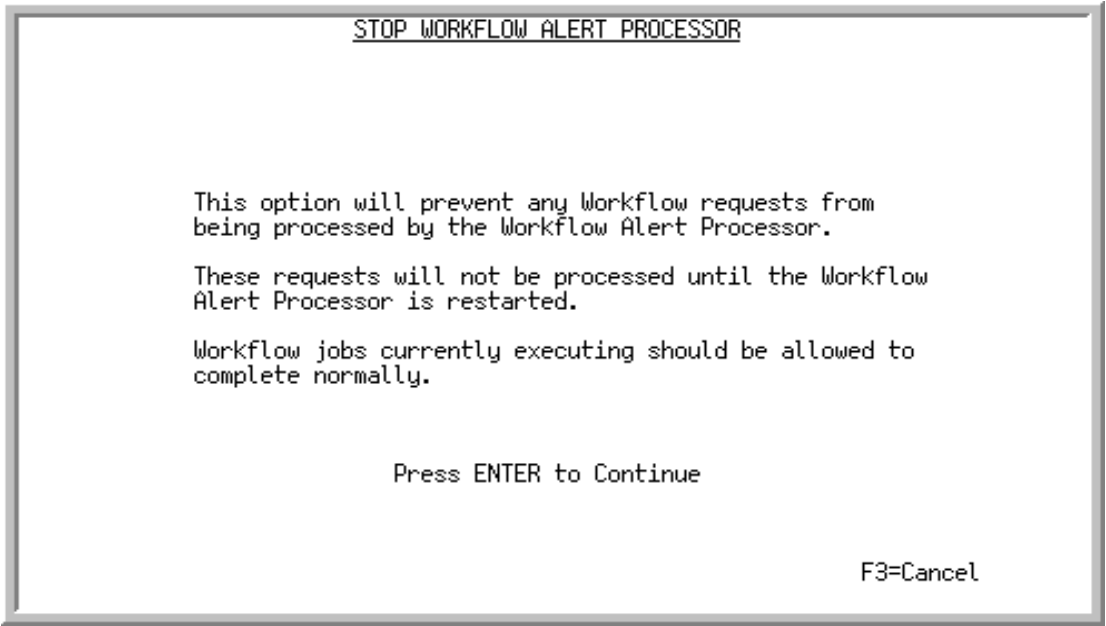 STOP WORKFLOW ALERT PROCESSOR
This option will prevent any Workflow requests from
being processed by the Workflow Alert Processor.
These requests will not be processed until the Workflow
Alert Processor is restarted.
Workflow jobs currently executing should be allowed to
complete normally.
Press ENTER to Continue
F3=Cancel